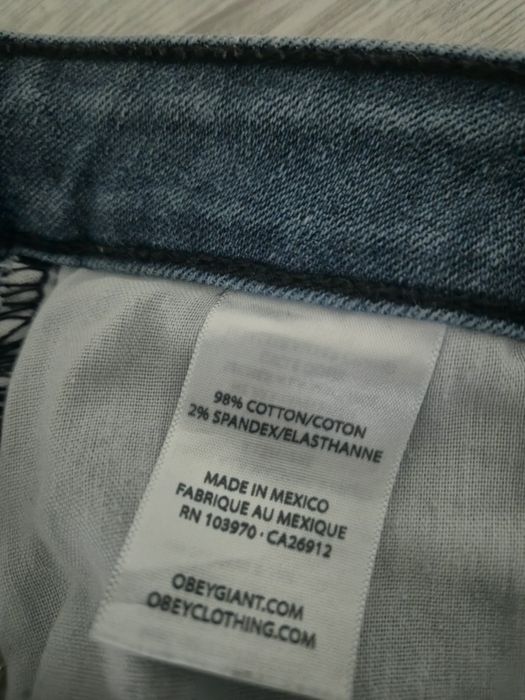 98% COTTON/COTON
2% SPANDEX/ELASTHANNE
MADE IN MEXICO
FABRIQUE AU MEXIQUE
RN 103970 · CA26912
OBEYGIANT.COM
OBEYCLOTHING.COM